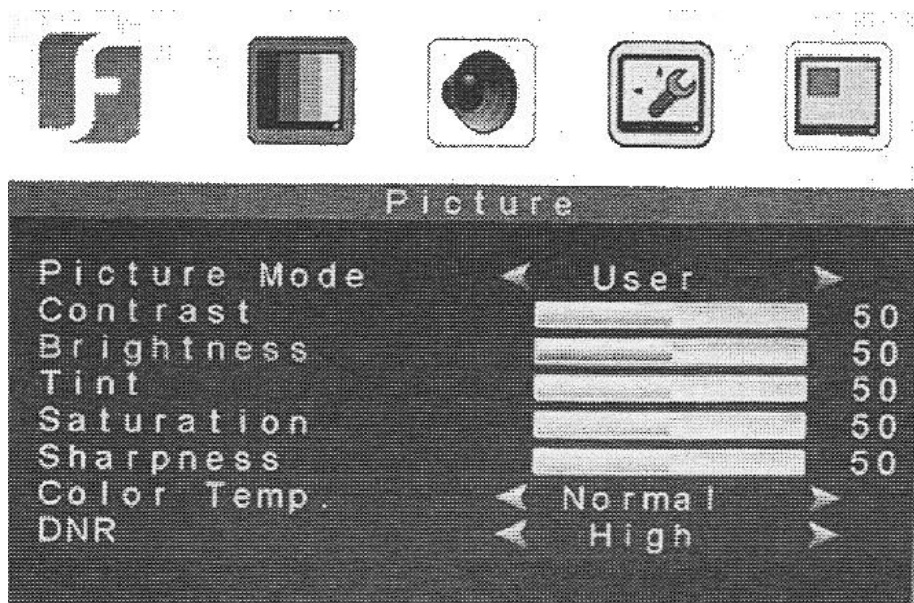 Picture
Picture Mode User
Contrast 50
Brightness 50
Tint 50
Saturation 50
Sharpness 50
Color Temp. Normal
DNR High